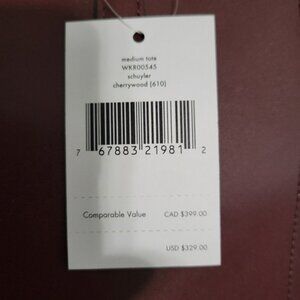 medium tote
WKR00545
schuyler
cherrywood (610)
7 67883 21981 2
Comparable Value CAD $399.00
USD $329.00